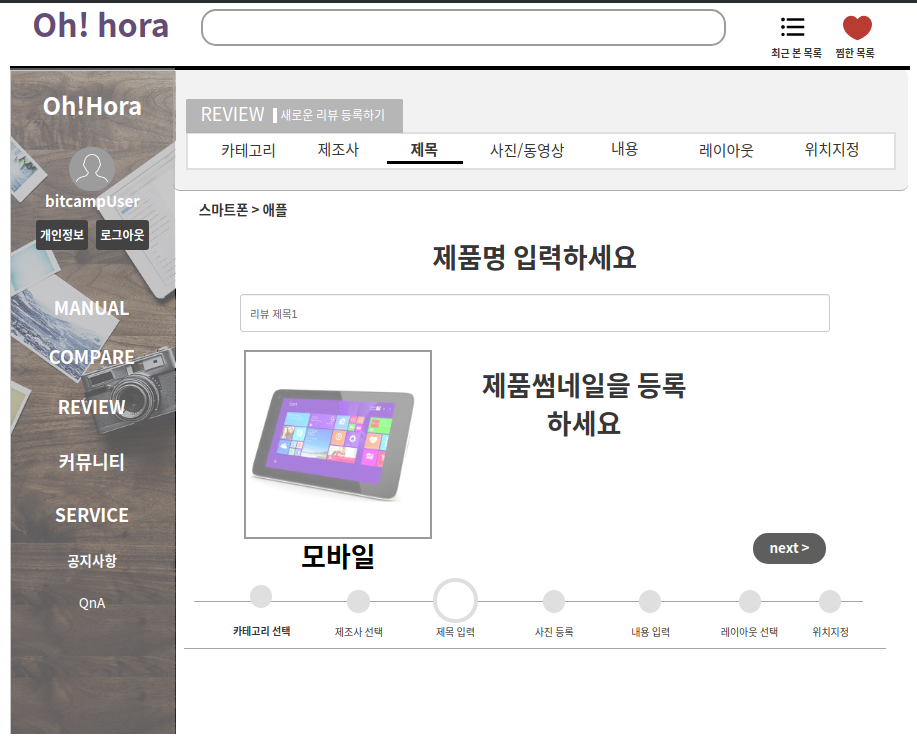 Oh! hora
최근 본 목록
찜한 목록
Oh!Hora
bitcampUser
개인정보
로그아웃
MANUAL
COMPARE
REVIEW
커뮤니티
SERVICE
공지사항
QnA
REVIEW 새로운 리뷰 등록하기
카테고리 제조사 제목 사진/동영상 내용 레이아웃 위치지정
스마트폰 > 애플
제품명 입력하세요
리뷰 제목1
제품썸네일을 등록
하세요
모바일
next >
카테고리 선택 제조사 선택 제목 입력 사진 등록 내용 입력 레이아웃 선택 위치지정